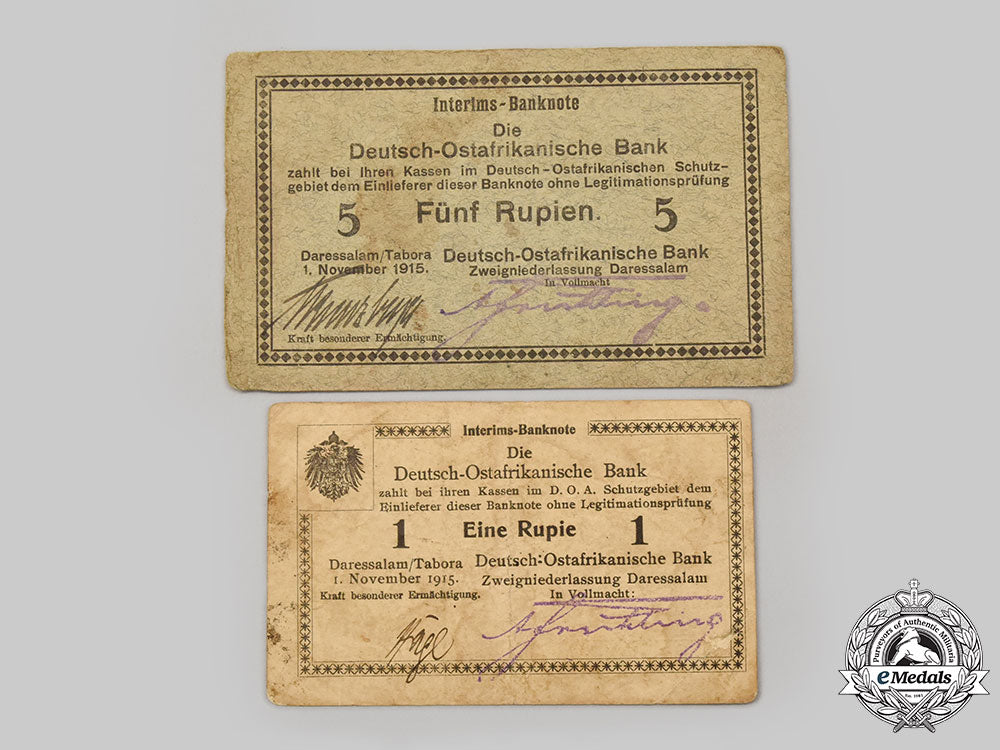 Interims-Banknote
Die
Deutsch-Ostafrikanische Bank
zahlt bei Ihren Kassen im Deutsch-Ostafrikanischen Schutz-
gebiet dem Einlieferer dieser Banknote ohne Legitimationsprüfung
5 Fünf Rupien. 5
Daressalam/Tabora Deutsch-Ostafrikanische Bank
1. November 1915. Zweigniederlassung Daressalam
In Vollmacht
Kraft besonderer Ermächtigung.
Interims-Banknote
Die
Deutsch-Ostafrikanische Bank
zahlt bei ihren Kassen im D. O. A. Schutzgebiet dem
Einlieferer dieser Banknote ohne Legitimationsprüfung
1 Eine Rupie 1
Daressalam/Tabora Deutsch-Ostafrikanische Bank
1. November 1915. Zweigniederlassung Daressalam
Kraft besonderer Ermächtigung. In Vollmacht:
Purveyors of Authentic Militaria
eMedals
Est. 1985